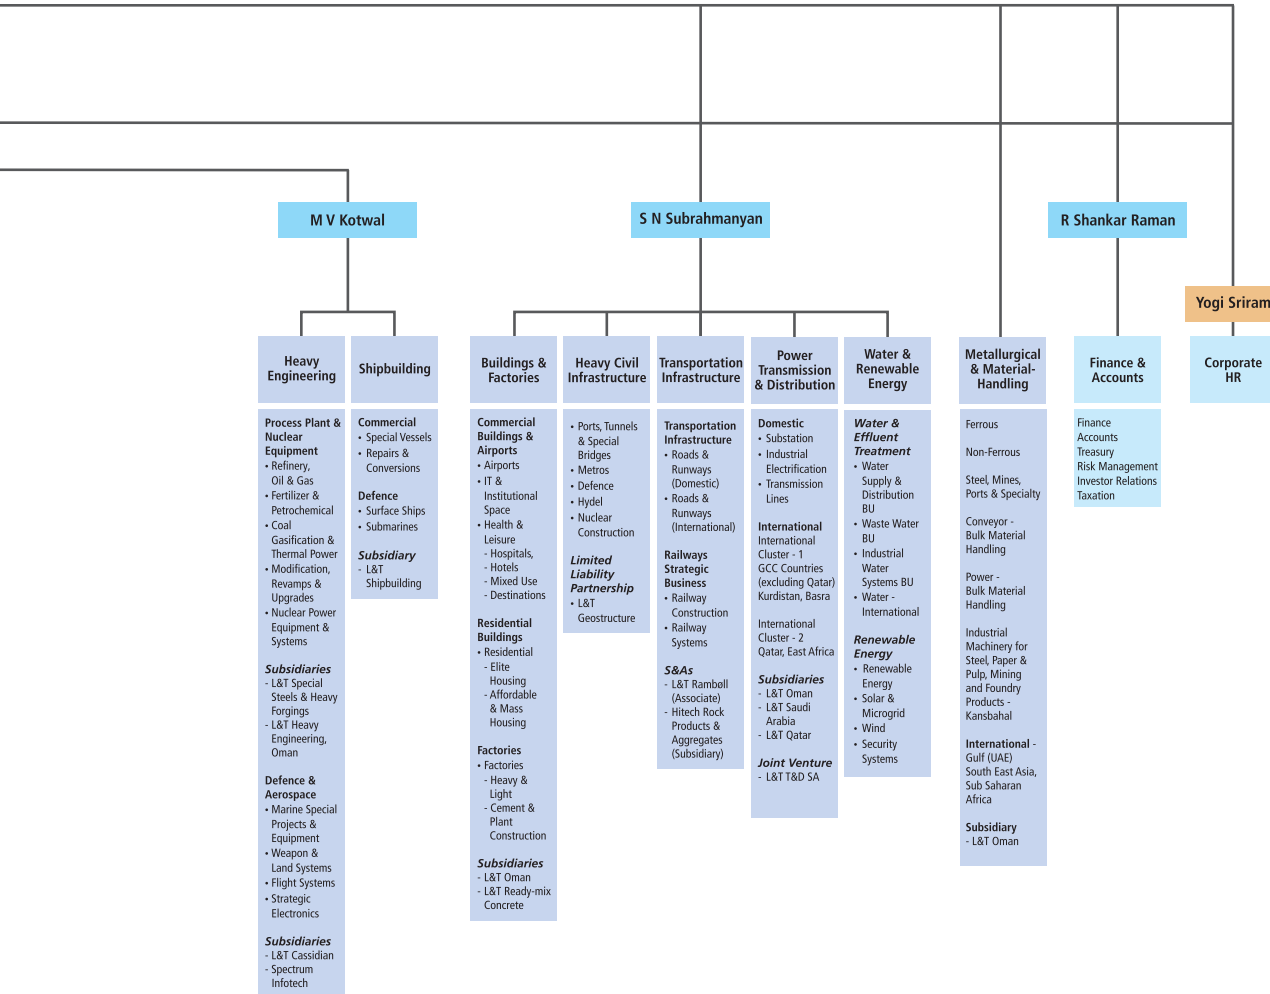 M V Kotwal
S N Subrahmanyan
R Shankar Raman
Yogi Sriram
Heavy
Engineering
Shipbuilding
Buildings &
Factories
Heavy Civil
Infrastructure
Transportation
Infrastructure
Power
Transmission
& Distribution
Water &
Renewable
Energy
Metallurgical
& Material-
Handling
Finance &
Accounts
Corporate
HR
Process Plant &
Nuclear
Equipment
• Refinery,
Oil & Gas
• Fertilizer &
Petrochemical
• Coal
Gasification &
Thermal Power
• Modification,
Revamps &
Upgrades
• Nuclear Power
Equipment &
Systems
Subsidiaries
- L&T Special
Steels & Heavy
Forgings
- L&T Heavy
Engineering,
Oman
Defence &
Aerospace
• Marine Special
Projects &
Equipment
• Weapon &
Land Systems
• Flight Systems
• Strategic
Electronics
Subsidiaries
- L&T Cassidian
- Spectrum
Infotech
Commercial
• Special Vessels
• Repairs &
Conversions
Defence
• Surface Ships
• Submarines
Subsidiary
- L&T
Shipbuilding
Commercial
Buildings &
Airports
• Airports
• IT &
Institutional
Space
• Health &
Leisure
- Hospitals,
- Hotels
- Mixed Use
- Destinations
Residential
Buildings
• Residential
- Elite
Housing
- Affordable
& Mass
Housing
Factories
• Factories
- Heavy &
Light
- Cement &
Plant
Construction
Subsidiaries
- L&T Oman
- L&T Ready-mix
Concrete
• Ports, Tunnels
& Special
Bridges
• Metros
• Defence
• Hydel
• Nuclear
Construction
Limited
Liability
Partnership
• L&T
Geostructure
Transportation
Infrastructure
• Roads &
Runways
(Domestic)
• Roads &
Runways
(International)
Railways
Strategic
Business
• Railway
Construction
• Railway
Systems
S&As
- L&T Rambøll
(Associate)
- Hitech Rock
Products &
Aggregates
(Subsidiary)
Domestic
• Substation
• Industrial
Electrification
• Transmission
Lines
International
International
Cluster - 1
GCC Countries
(excluding Qatar)
Kurdistan, Basra
International
Cluster - 2
Qatar, East Africa
Subsidiaries
- L&T Oman
- L&T Saudi
Arabia
- L&T Qatar
Joint Venture
- L&T T&D SA
Water &
Effluent
Treatment
• Water
Supply &
Distribution
BU
• Waste Water
BU
• Industrial
Water
Systems BU
• Water -
International
Renewable
Energy
• Renewable
Energy
• Solar &
Microgrid
• Wind
• Security
Systems
Ferrous
Non-Ferrous
Steel, Mines,
Ports & Specialty
Conveyor -
Bulk Material
Handling
Power -
Bulk Material
Handling
Industrial
Machinery for
Steel, Paper &
Pulp, Mining
and Foundry
Products -
Kansbahal
International -
Gulf (UAE)
South East Asia,
Sub Saharan
Africa
Subsidiary
- L&T Oman
Finance
Accounts
Treasury
Risk Management
Investor Relations
Taxation